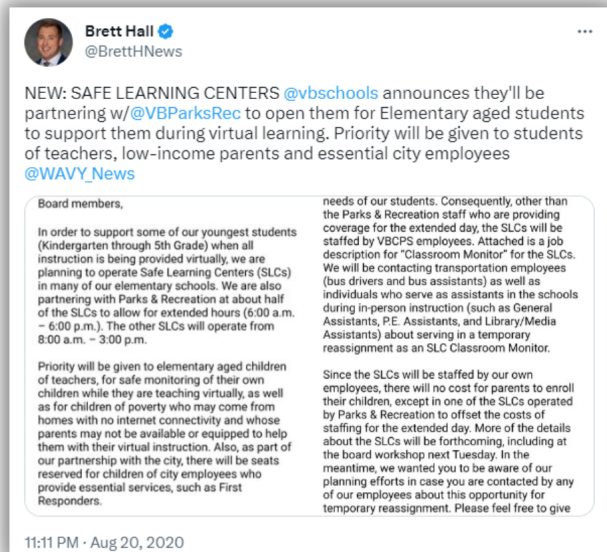 Brett Hall
@BrettHNews
NEW: SAFE LEARNING CENTERS @vbschools announces they'll be
partnering w/@VBParksRec to open them for Elementary aged students
to support them during virtual learning. Priority will be given to students
of teachers, low-income parents and essential city employees
@WAVY_News
Board members,
In order to support some of our youngest students
(Kindergarten through 5th Grade) when all
instruction is being provided virtually, we are
planning to operate Safe Learning Centers (SLCs)
in many of our elementary schools. We are also
partnering with Parks & Recreation at about half
of the SLCs to allow for extended hours (6:00 a.m.
– 6:00 p.m.). The other SLCs will operate from
8:00 a.m. – 3:00 p.m.
Priority will be given to elementary aged children
of teachers, for safe monitoring of their own
children while they are teaching virtually, as well
as for children of poverty who may come from
homes with no internet connectivity and whose
parents may not be available or equipped to help
them with their virtual instruction. Also, as part of
our partnership with the city, there will be seats
reserved for children of city employees who
provide essential services, such as First
Responders.
needs of our students. Consequently, other than
the Parks & Recreation staff who are providing
coverage for the extended day, the SLCs will be
staffed by VBCPS employees. Attached is a job
description for "Classroom Monitor" for the SLCs.
We will be contacting transportation employees
(bus drivers and bus assistants) as well as
individuals who serve as assistants in the schools
during in-person instruction (such as General
Assistants, P.E. Assistants, and Library/Media
Assistants) about serving in a temporary
reassignment as an SLC Classroom Monitor.
Since the SLCs will be staffed by our own
employees, there will no cost for parents to enroll
their children, except in one of the SLCs operated
by Parks & Recreation to offset the costs of
staffing for the extended day. More of the details
about the SLCs will be forthcoming, including at
the board workshop next Tuesday. In the
meantime, we wanted you to be aware of our
planning efforts in case you are contacted by any
of our employees about this opportunity for
temporary reassignment. Please feel free to give
11:11 PM · Aug 20, 2020